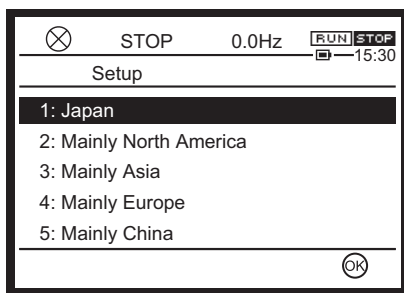 STOP 0.0Hz RUN STOP
15:30
Setup
1: Japan
2: Mainly North America
3: Mainly Asia
4: Mainly Europe
5: Mainly China
OK